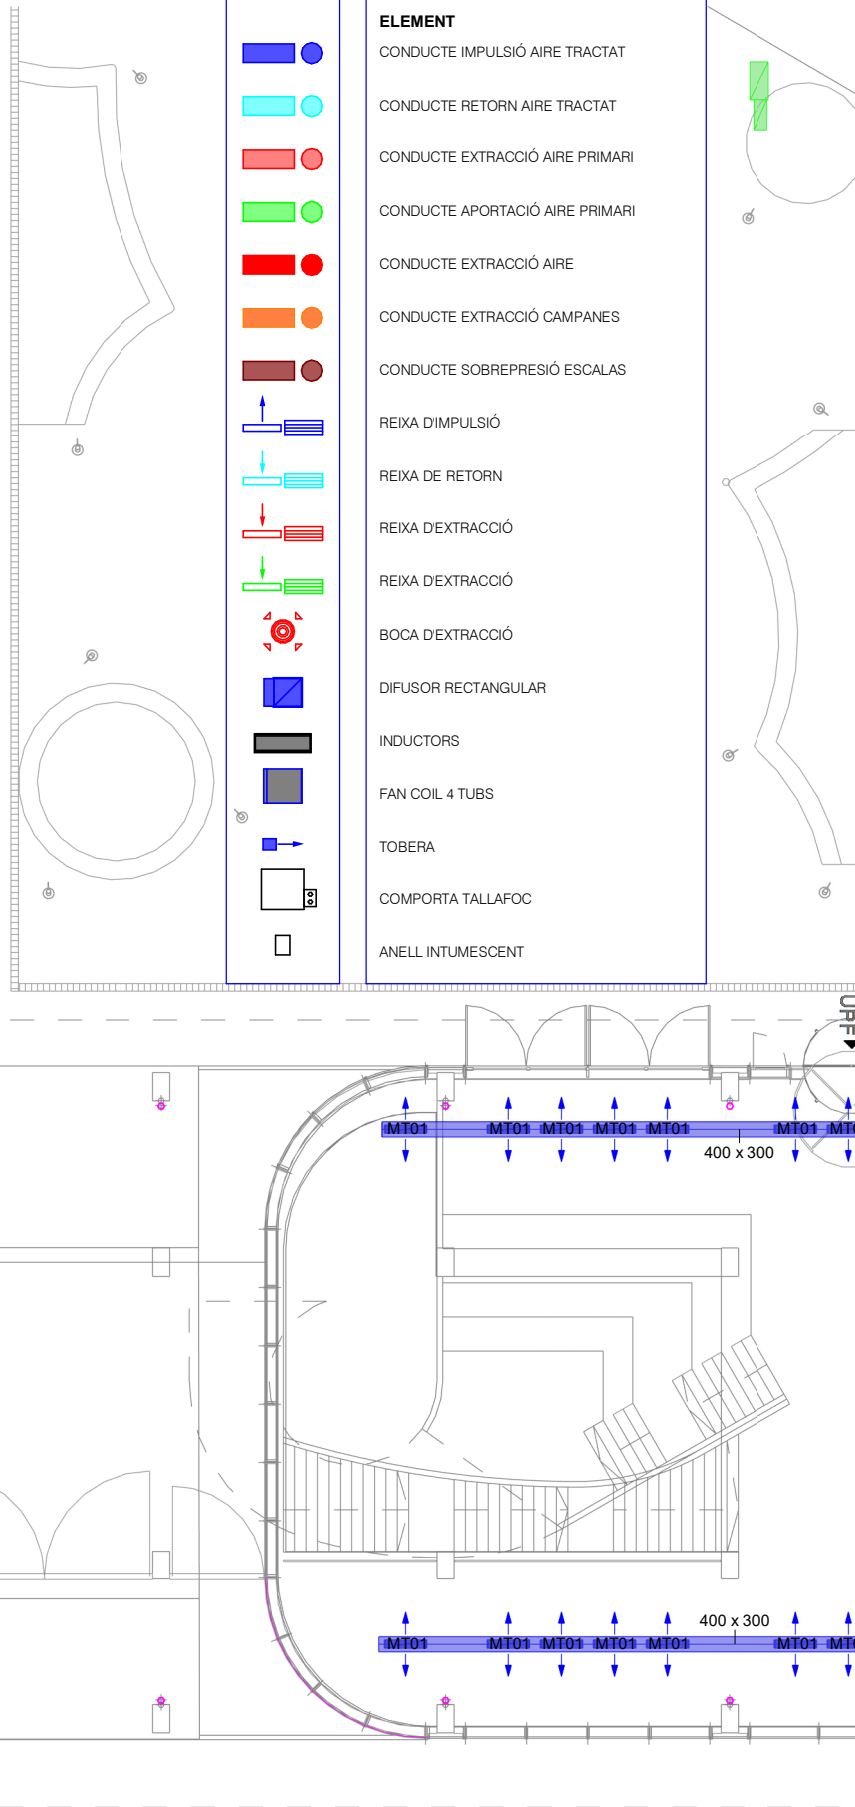 ELEMENT
CONDUCTE IMPULSIÓ AIRE TRACTAT
CONDUCTE RETORN AIRE TRACTAT
CONDUCTE EXTRACCIÓ AIRE PRIMARI
CONDUCTE APORTACIÓ AIRE PRIMARI
CONDUCTE EXTRACCIÓ AIRE
CONDUCTE EXTRACCIÓ CAMPANES
CONDUCTE SOBREPRESIÓ ESCALAS
REIXA D'IMPULSIÓ
REIXA DE RETORN
REIXA D'EXTRACCIÓ
REIXA D'EXTRACCIÓ
BOCA D'EXTRACCIÓ
DIFUSOR RECTANGULAR
INDUCTORS
FAN COIL 4 TUBS
TOBERA
COMPORTA TALLAFOC
ANELL INTUMESCENT
MT01 MT01 MT01 MT01 MT01 MT01
400 x 300
400 x 300
MT01 MT01 MT01 MT01 MT01 MT01